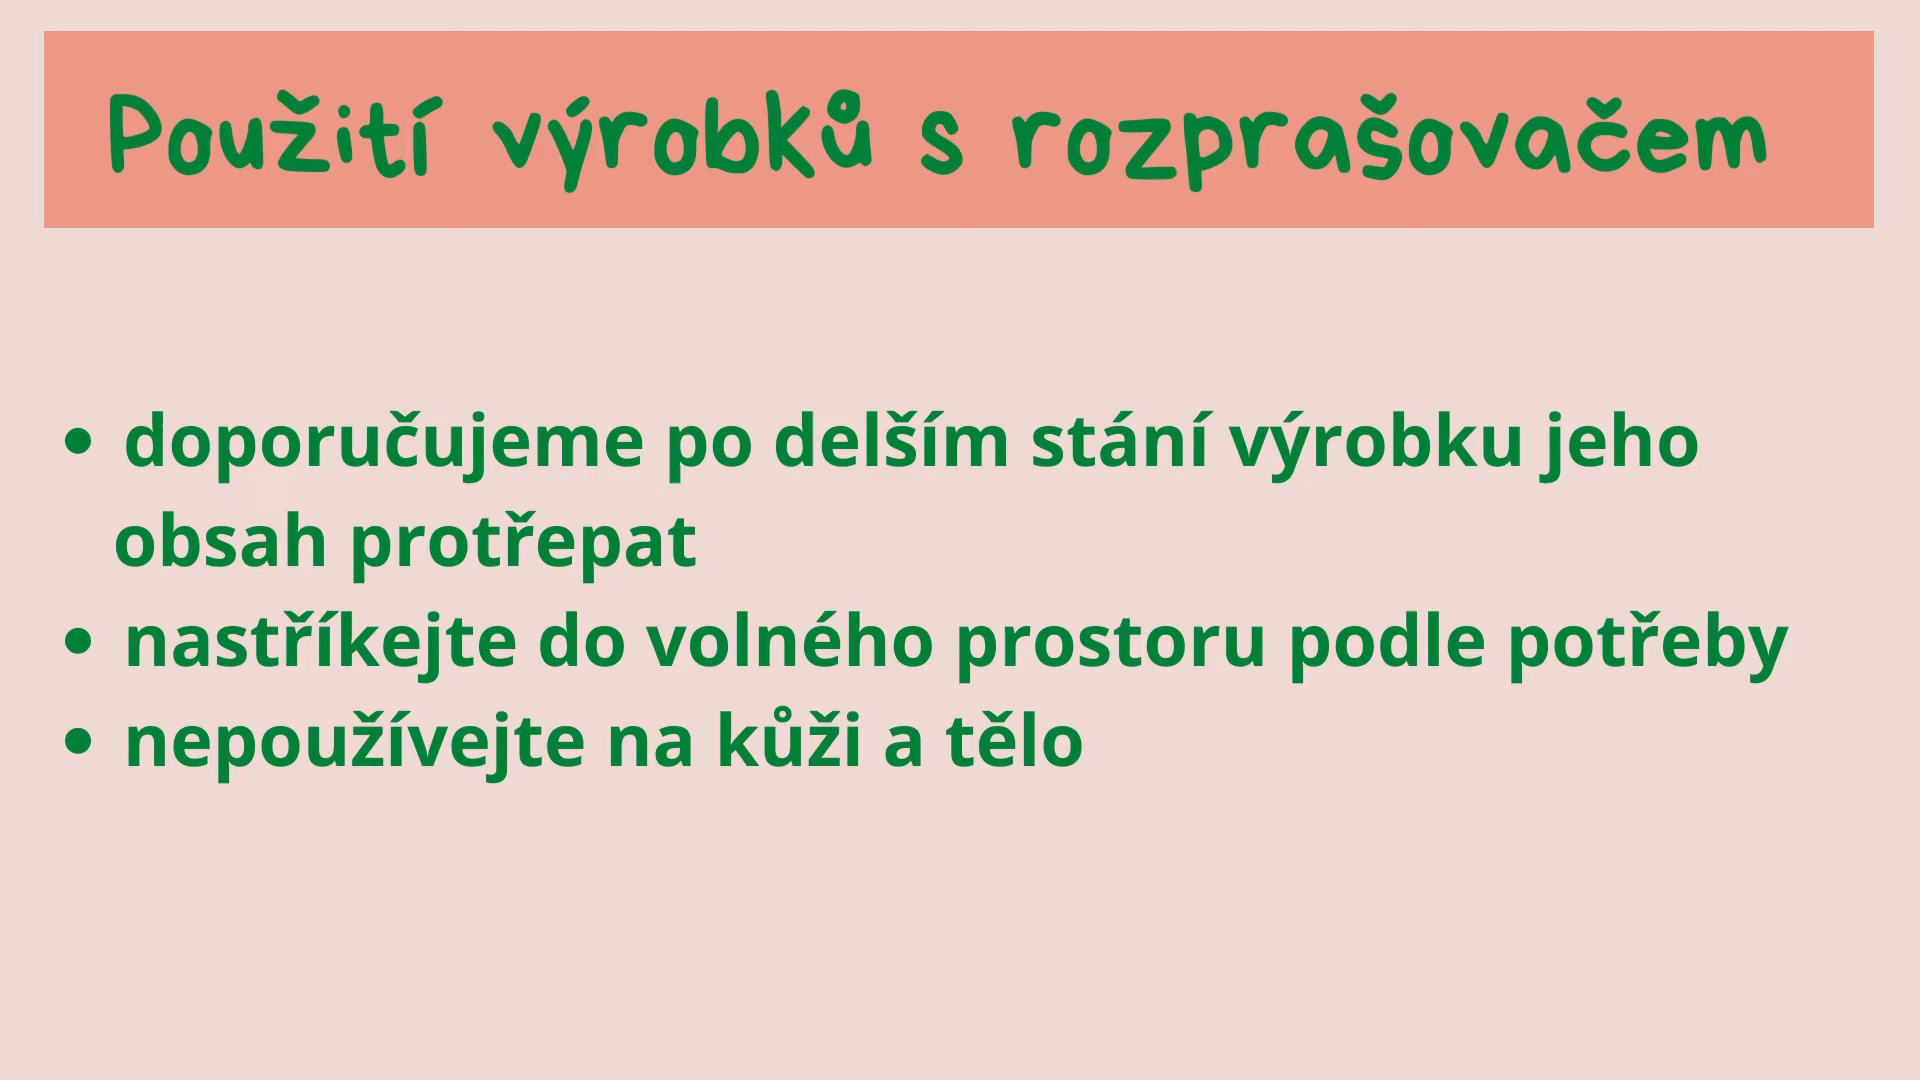 Použití výrobků s rozprašovačem
• doporučujeme po delším stání výrobku jeho
obsah protřepat
• nastříkejte do volného prostoru podle potřeby
• nepoužívejte na kůži a tělo